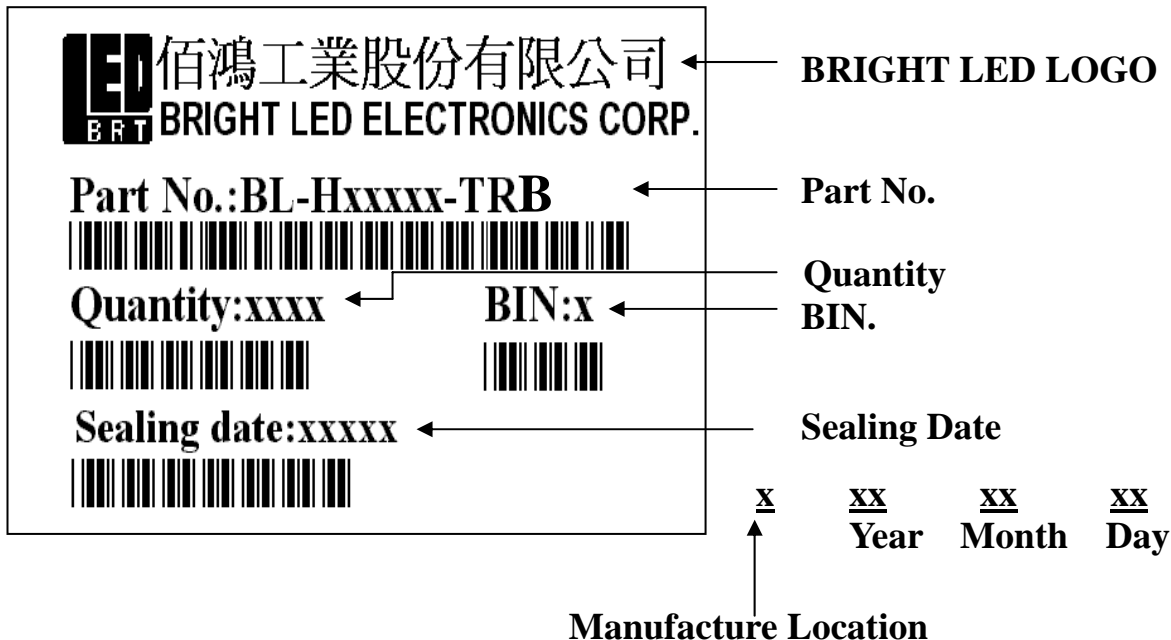 LED
BRT
佰鴻工業股份有限公司
BRIGHT LED ELECTRONICS CORP.
BRIGHT LED LOGO
Part No.:BL-Hxxxxx-TRB
Part No.
Quantity:xxxx
BIN:x
Quantity
BIN.
Sealing date:xxxxx
Sealing Date
x xx xx xx
Year Month Day
Manufacture Location